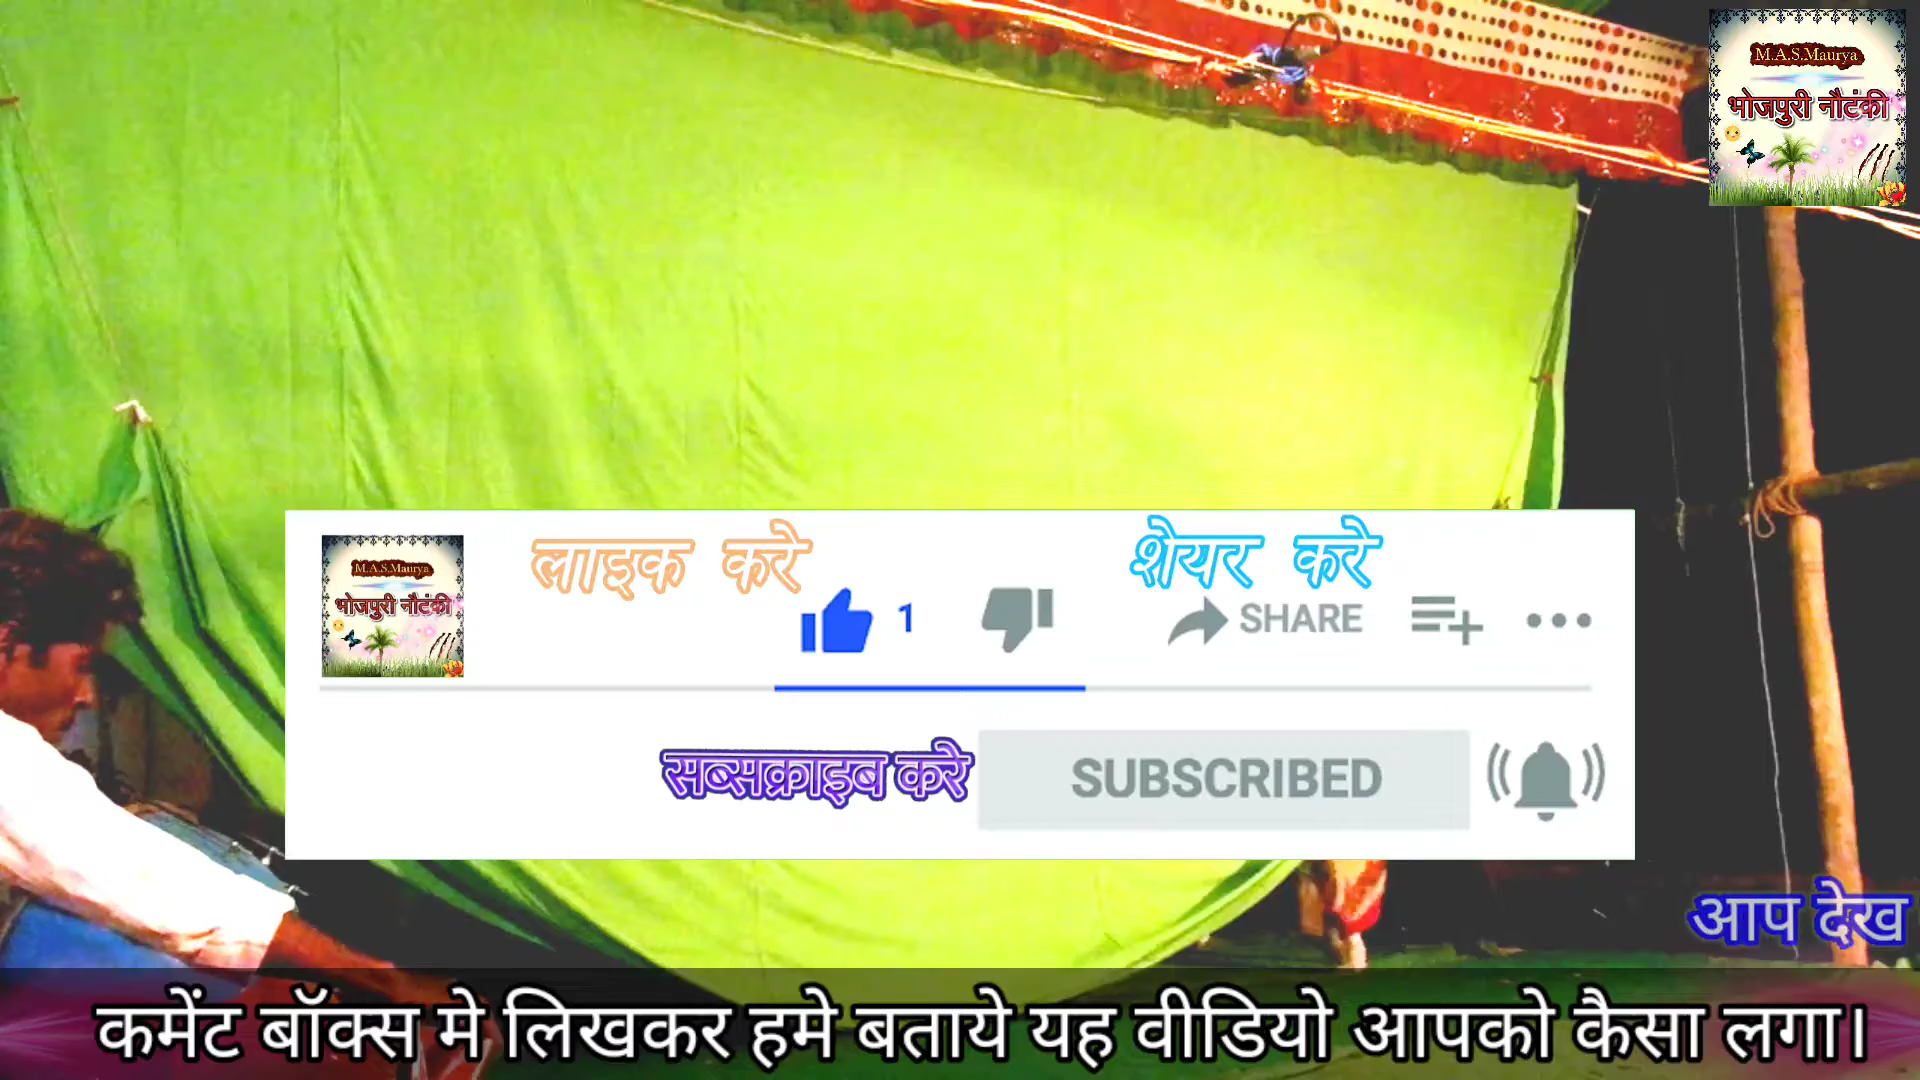 M.A.S.Maurya
भोजपुरी नौटंकी
लाइक करे
शेयर करे
M.A.S.Maurya
भोजपुरी नौटंकी
1
SHARE
सब्सक्राइब करे
SUBSCRIBED
आप देख
कमेंट बॉक्स मे लिखकर हमे बताये यह वीडियो आपको कैसा लगा।